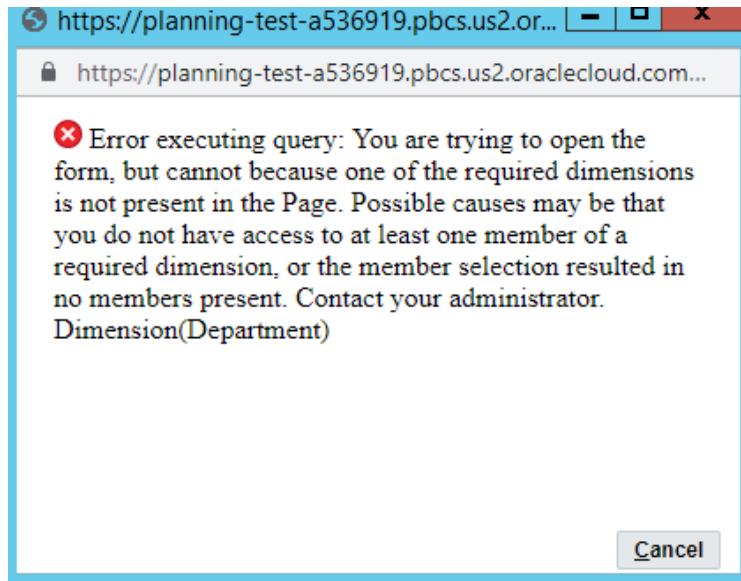 https://planning-test-a536919.pbcs.us2.or...
https://planning-test-a536919.pbcs.us2.oraclecloud.com...
Error executing query: You are trying to open the
form, but cannot because one of the required dimensions
is not present in the Page. Possible causes may be that
you do not have access to at least one member of a
required dimension, or the member selection resulted in
no members present. Contact your administrator.
Dimension(Department)
Cancel